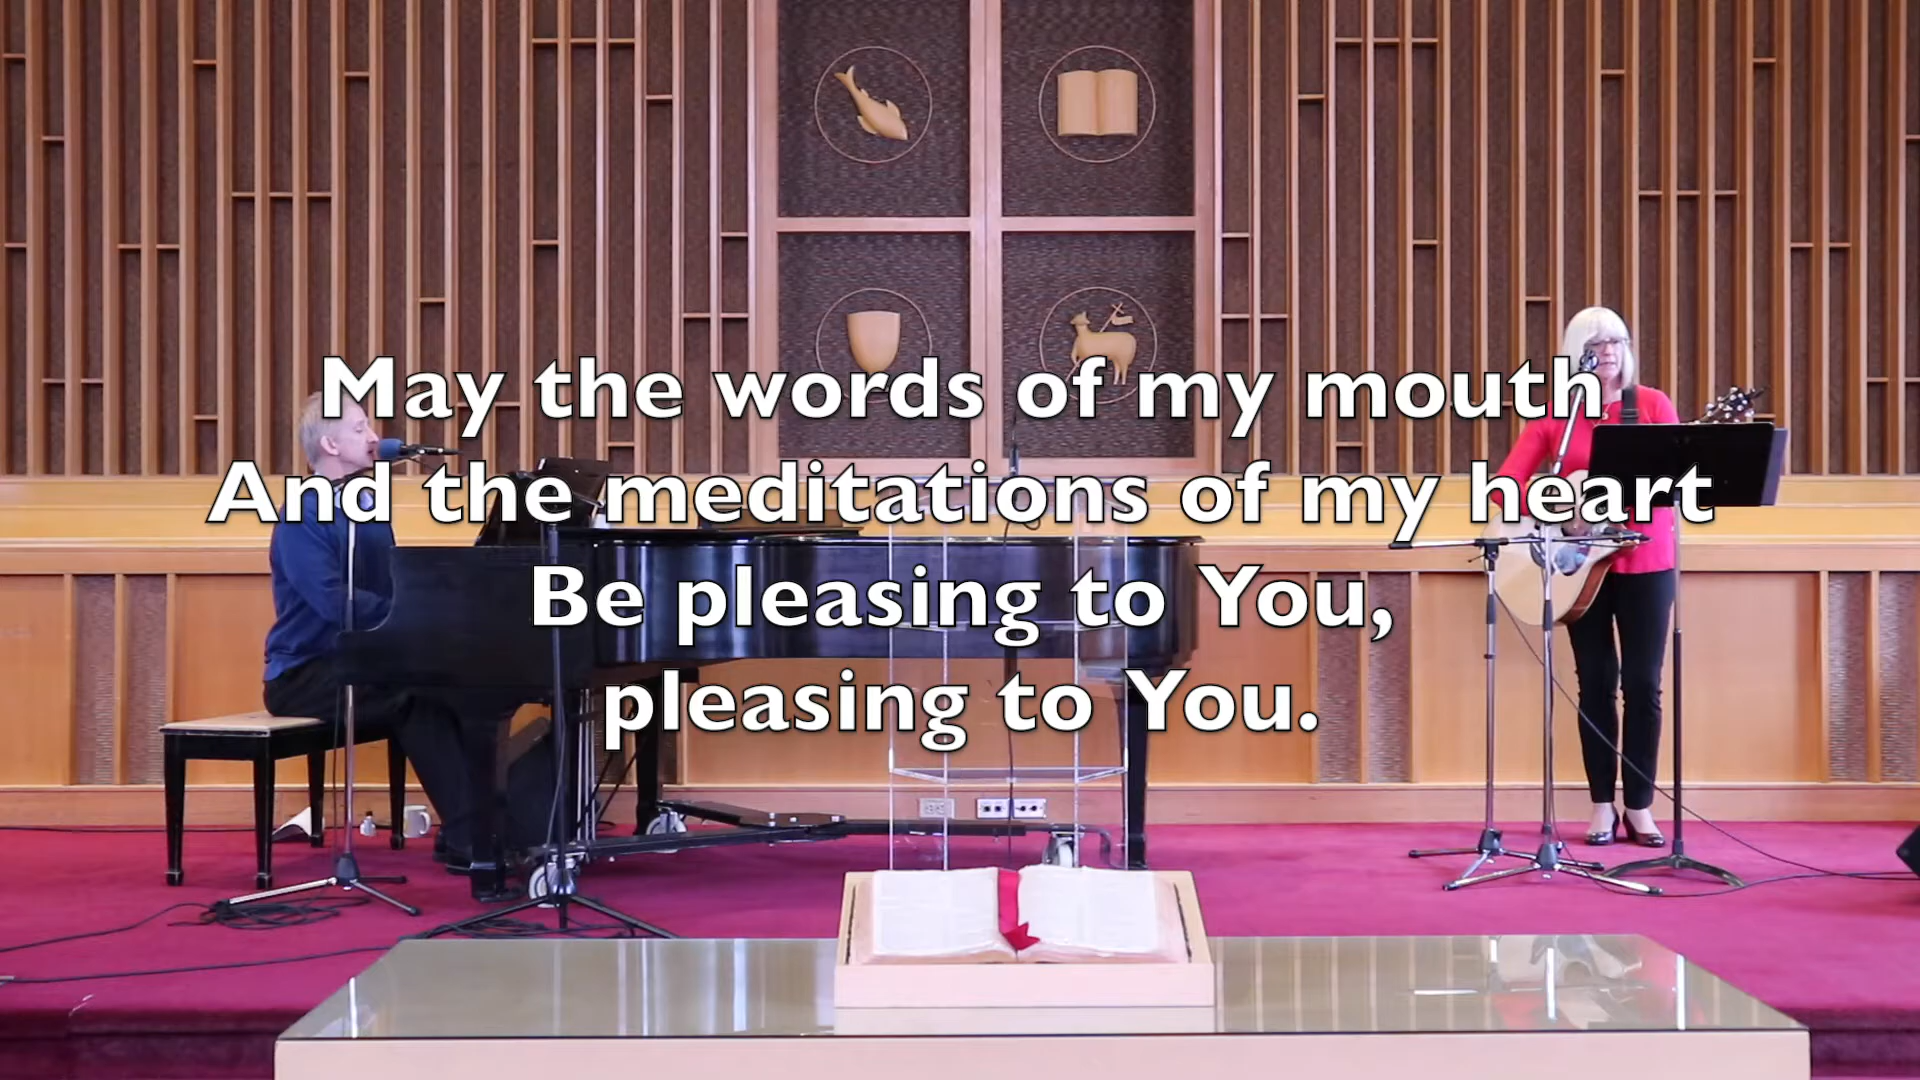 May the words of my mouth
And the meditations of my heart
Be pleasing to You,
pleasing to You.